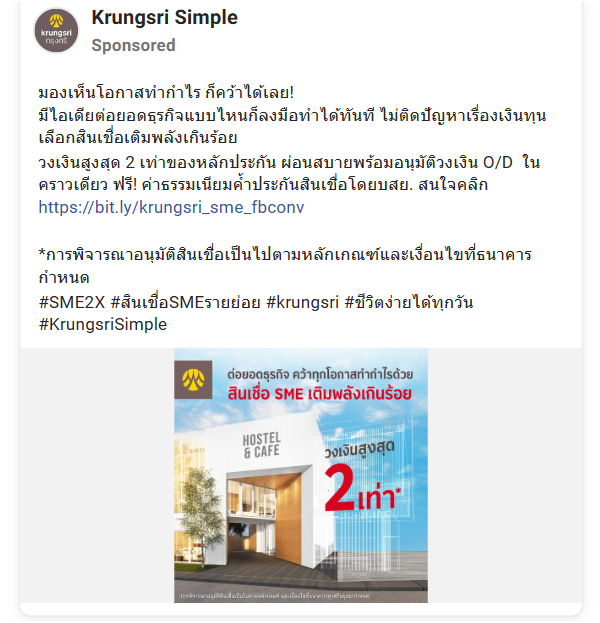 Krungsri Simple
krungsri
กรุงศรี
Sponsored
มองเห็นโอกาสทำกำไร ก็คว้าได้เลย!
มีไอเดียต่อยอดธุรกิจแบบไหนก็ลงมือทำได้ทันที ไม่ติดปัญหาเรื่องเงินทุน
เลือกสินเชื่อเติมพลังเกินร้อย
วงเงินสูงสุด 2 เท่าของหลักประกัน ผ่อนสบายพร้อมอนุมัติวงเงิน O/D ใน
คราวเดียว ฟรี! ค่าธรรมเนียมค้ำประกันสินเชื่อโดยบสย. สนใจคลิก
https://bit.ly/krungsri_sme_fbconv
*การพิจารณาอนุมัติสินเชื่อเป็นไปตามหลักเกณฑ์และเงื่อนไขที่ธนาคาร
กำหนด
#SME2X #สินเชื่อSMEรายย่อย #krungsri #ชีวิตง่ายได้ทุกวัน
#KrungsriSimple
ต่อยอดธุรกิจ คว้าทุกโอกาสทำกำไรด้วย
สินเชื่อ SME เติมพลังเกินร้อย
HOSTEL
& CAFE
วงเงินสูงสุด
2เท่า*